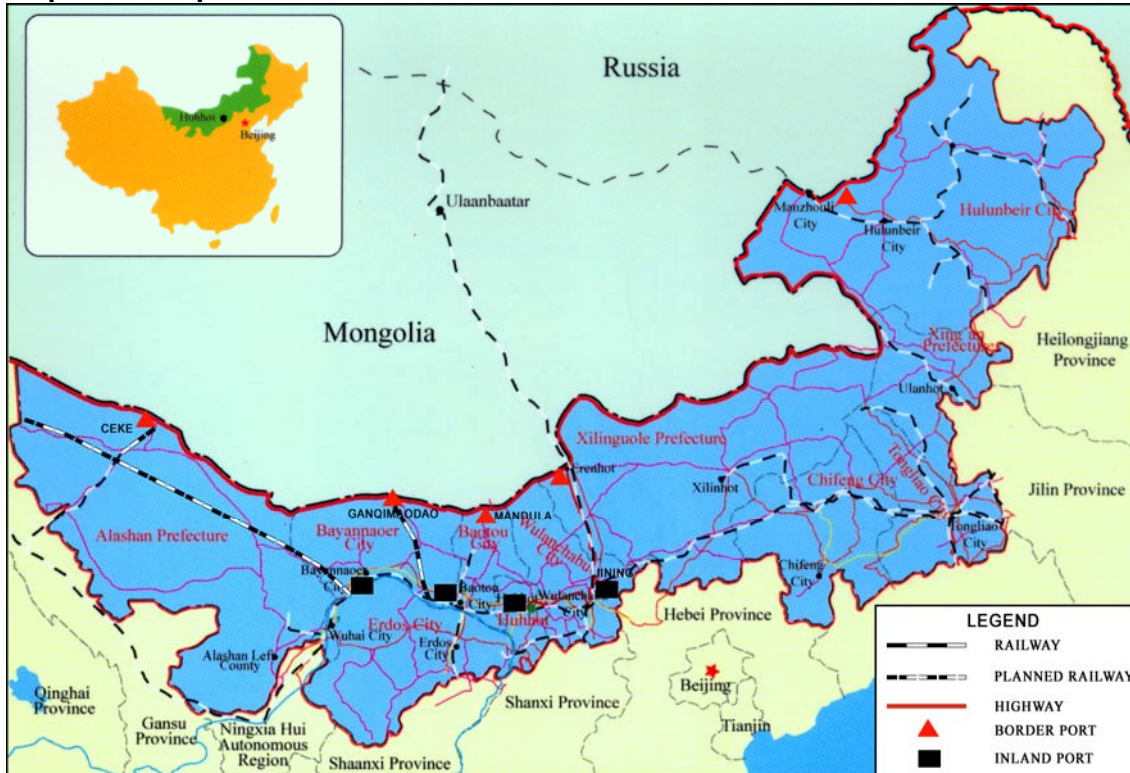 Huhhot
Beijing
Russia
Ulaanbaatar
Mongolia
Manzhouli
City
Hulunbeir City
Hulunbeir
City
Xing'an
Prefectures
Heilongjiang
Province
Ulanhot
CEKE
Xilinguole Prefecture
Erenhot
Tongliao City
Chifeng City
Xilinhot
Jilin Province
GANQIMAODAO
MANDULA
Alashan Prefecture
Bayannaoer
City
Baotou
City
Wulanchabu
City
Tongliao
City
Bayannaoer
City
JINING
Chifeng
City
Baotou
City
Huhhot
City
Hebei Province
Erdos City
Wuhai City
Erdos
City
Alashan Left
County
LEGEND
RAILWAY
PLANNED RAILWAY
HIGHWAY
BORDER PORT
INLAND PORT
Qinghai
Province
Gansu
Province
Ningxia Hui
Autonomous
Region
Shaanxi Province
Shanxi Province
Beijing
Tianjin